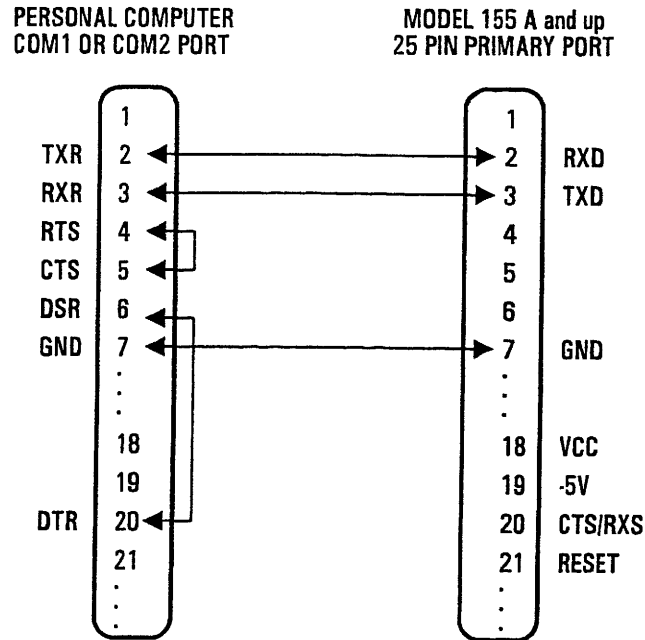 PERSONAL COMPUTER
COM1 OR COM2 PORT
MODEL 155 A and up
25 PIN PRIMARY PORT
1
TXR 2
RXR 3
RTS 4
CTS 5
DSR 6
GND 7
18
19
DTR 20
21
1
2 RXD
3 TXD
4
5
6
7 GND
18 VCC
19 -5V
20 CTS/RXS
21 RESET